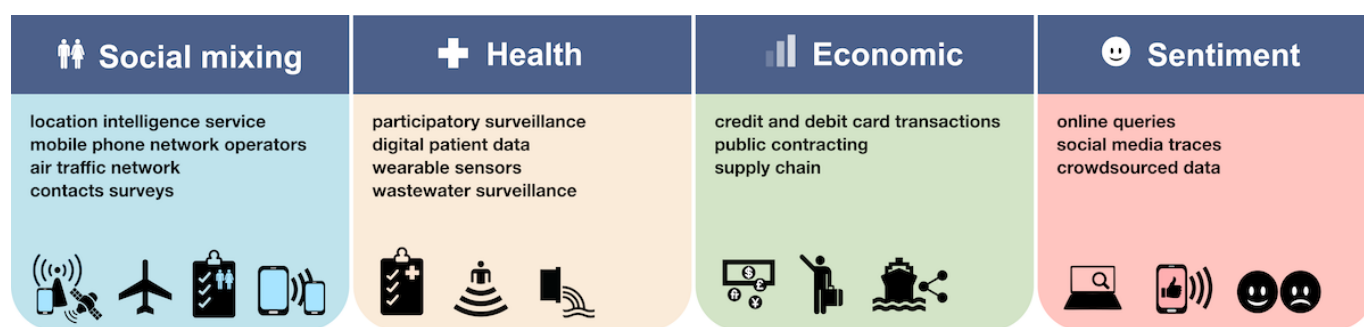 Social mixing
location intelligence service
mobile phone network operators
air traffic network
contacts surveys
Health
participatory surveillance
digital patient data
wearable sensors
wastewater surveillance
Economic
credit and debit card transactions
public contracting
supply chain
$
£
¥
Sentiment
online queries
social media traces
crowdsourced data